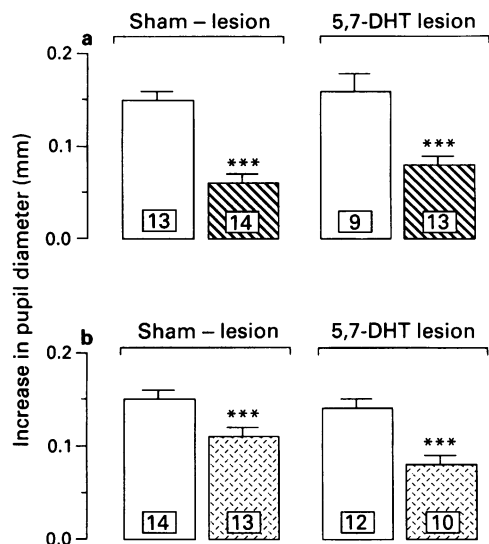 Sham – lesion 5,7-DHT lesion
a
0.2
***
***
0.1
13 14 9 13
0.0
Increase in pupil diameter (mm)
Sham – lesion 5,7-DHT lesion
b
0.2
***
***
0.1
14 13 12 10
0.0